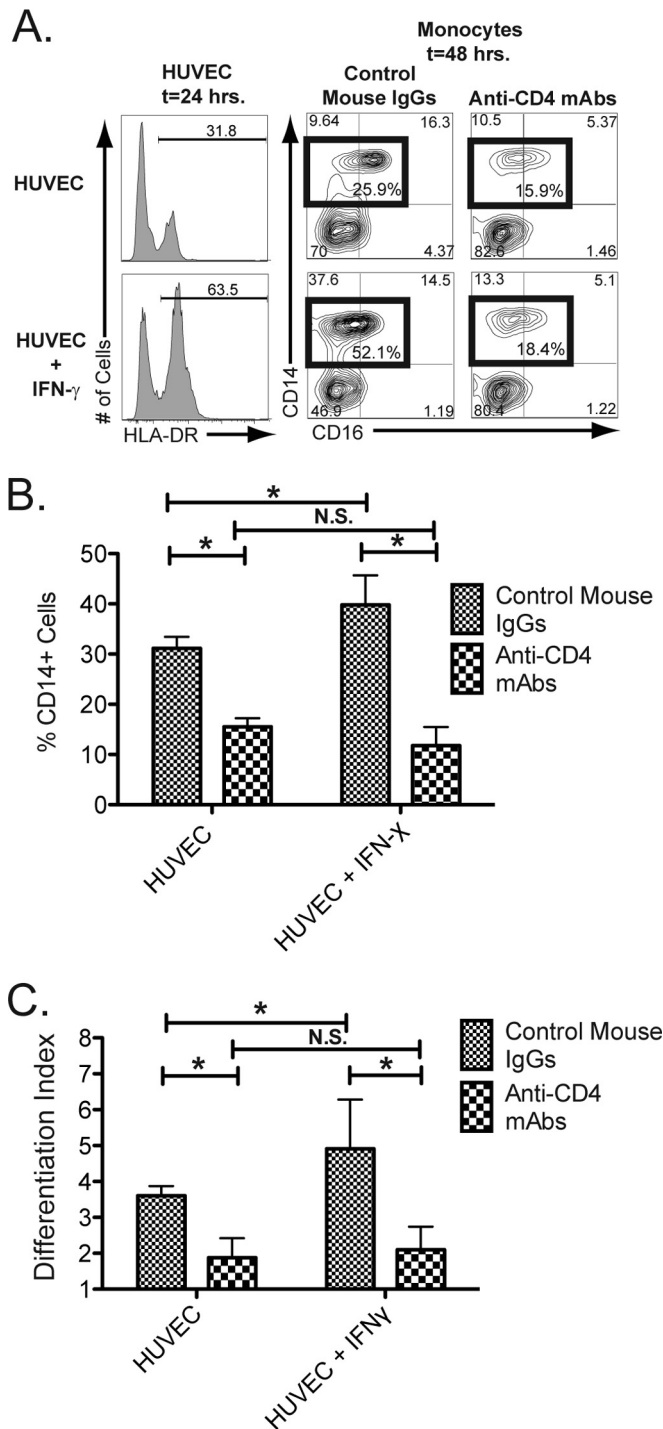 A.
Monocytes
t=48 hrs.
HUVEC
t=24 hrs.
Control
Mouse IgGs
Anti-CD4 mAbs
HUVEC
31.8
9.64 16.3
25.9%
70 4.37
10.5 5.37
15.9%
82.6 1.46
HUVEC
+
IFN-γ
63.5
37.6 14.5
52.1%
46.9 1.19
13.3 5.1
18.4%
80.4 1.22
# of Cells
HLA-DR
CD14
CD16
B.
*
N.S.
* *
% CD14+ Cells
50
40
30
20
10
0
Control Mouse
IgGs
Anti-CD4
mAbs
HUVEC
HUVEC + IFN-X
C.
*
N.S.
* *
Differentiation Index
8
7
6
5
4
3
2
1
Control Mouse
IgGs
Anti-CD4
mAbs
HUVEC
HUVEC + IFNγ